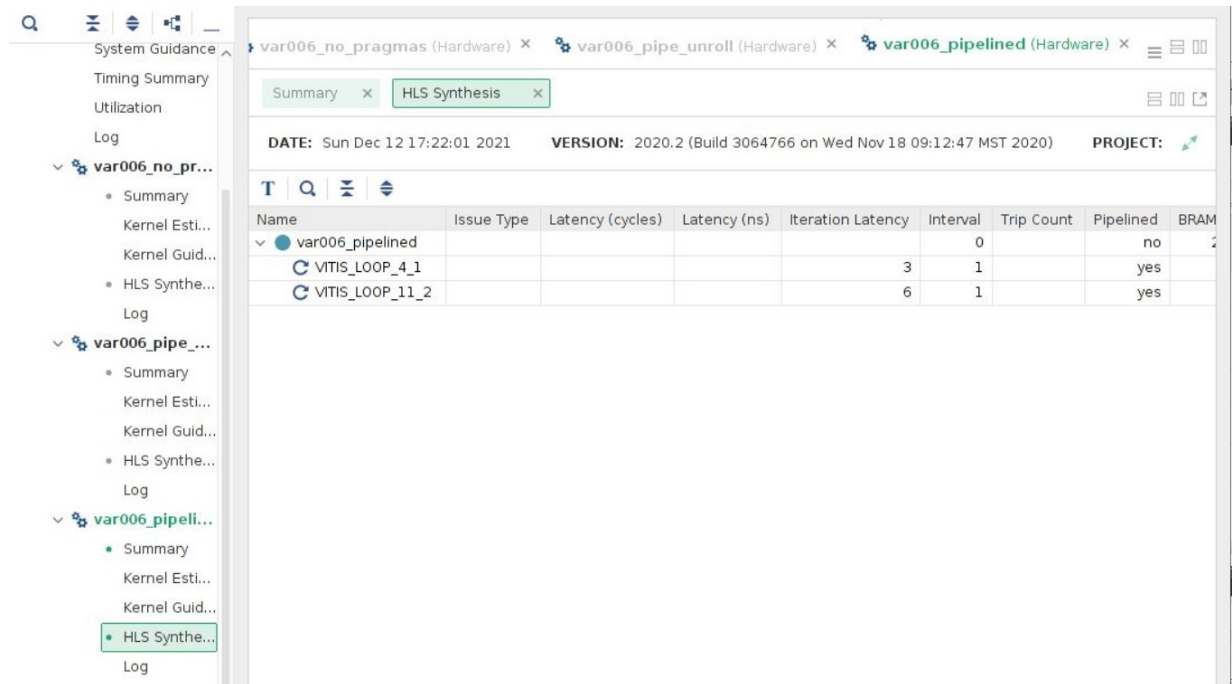 System Guidance
Timing Summary
Utilization
Log
var006_no_pr...
Summary
Kernel Esti...
Kernel Guid...
HLS Synthe...
Log
var006_pipe_...
Summary
Kernel Esti...
Kernel Guid...
HLS Synthe...
Log
var006_pipeli...
Summary
Kernel Esti...
Kernel Guid...
HLS Synthe...
Log
var006_no_pragmas (Hardware) × var006_pipe_unroll (Hardware) × var006_pipelined (Hardware) ×
Summary × HLS Synthesis ×
DATE: Sun Dec 12 17:22:01 2021 VERSION: 2020.2 (Build 3064766 on Wed Nov 18 09:12:47 MST 2020) PROJECT:
T
Name Issue Type Latency (cycles) Latency (ns) Iteration Latency Interval Trip Count Pipelined BRAM
var006_pipelined 0 no
VITIS_LOOP_4_1 3 1 yes
VITIS_LOOP_11_2 6 1 yes